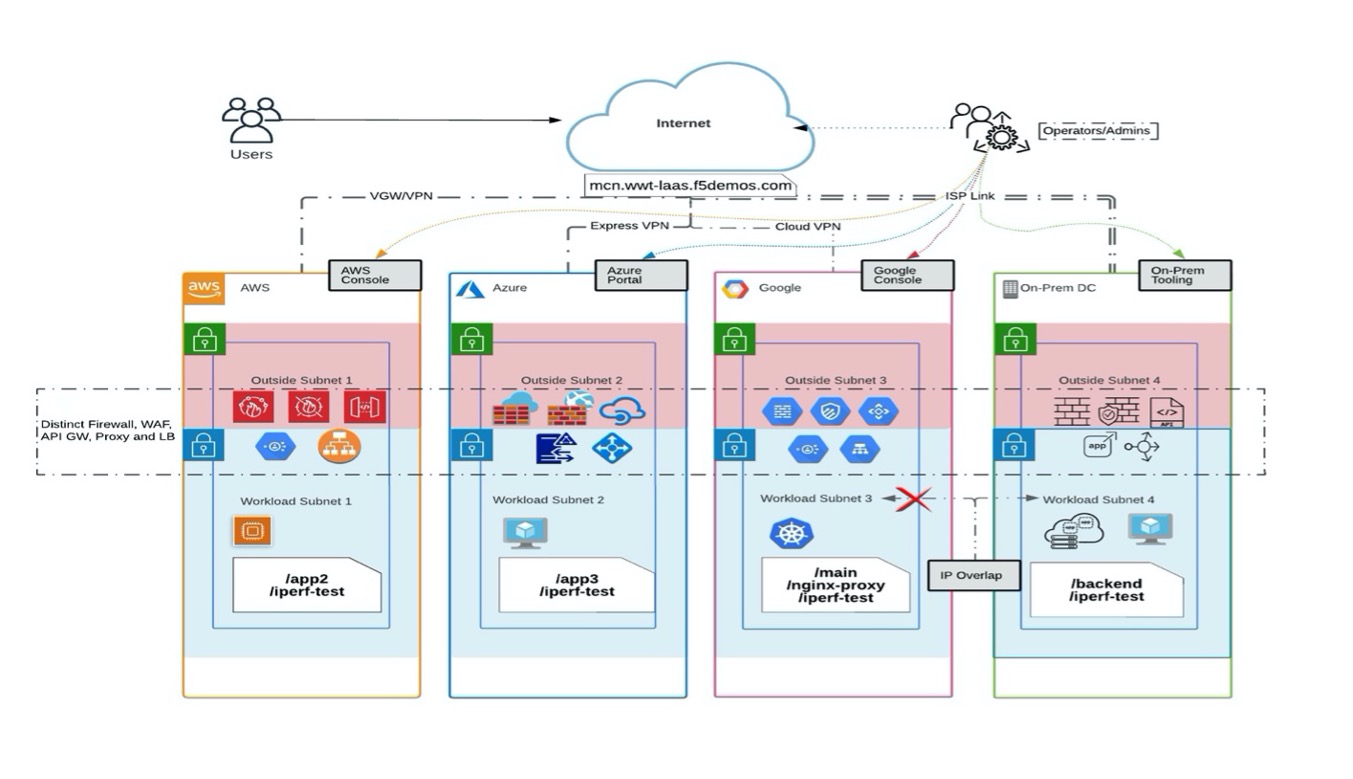 Internet
Operators/Admins
Users
mcn.wwt-laas.f5demos.com
VGW/VPN
ISP Link
Express VPN
Cloud VPN
AWS
Console
Azure
Portal
Google
Console
On-Prem
Tooling
aws
AWS
Azure
Google
On-Prem DC
Outside Subnet 1
Outside Subnet 2
Outside Subnet 3
Outside Subnet 4
Distinct Firewall, WAF,
API GW, Proxy and LB
API
app
Workload Subnet 1
Workload Subnet 2
Workload Subnet 3
Workload Subnet 4
APP
APP
/app2
/iperf-test
/app3
/iperf-test
/main
/nginx-proxy
/iperf-test
IP Overlap
/backend
/iperf-test